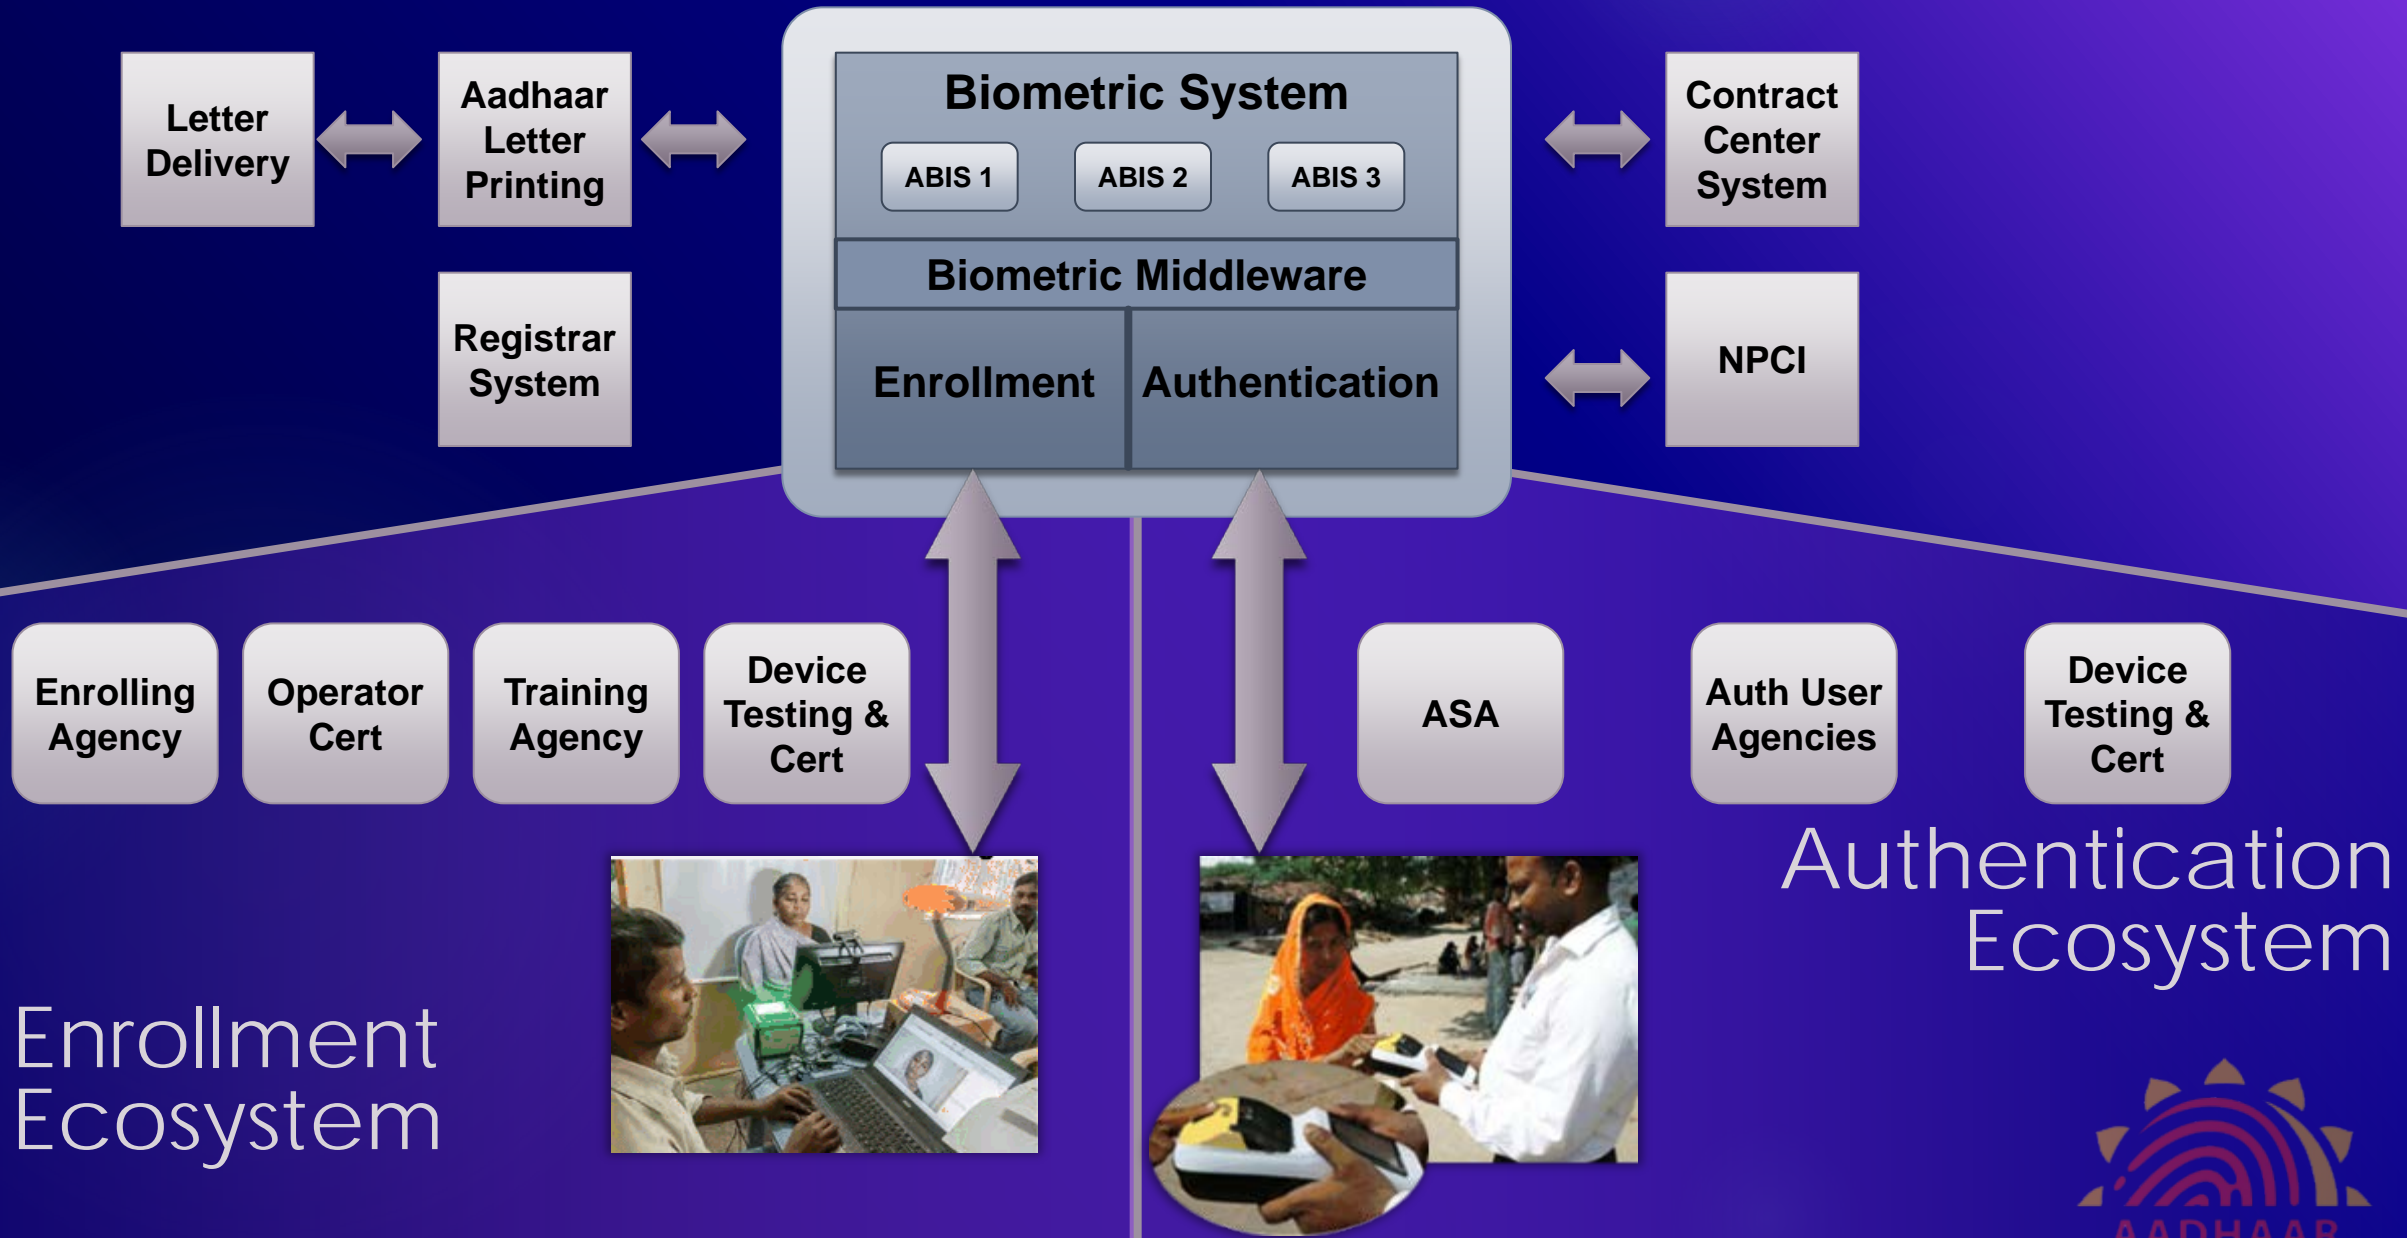 Letter
Delivery
Aadhaar
Letter
Printing
Registrar
System
Biometric System
ABIS 1
ABIS 2
ABIS 3
Biometric Middleware
Enrollment
Authentication
Contract
Center
System
NPCI
Enrolling
Agency
Operator
Cert
Training
Agency
Device
Testing &
Cert
ASA
Auth User
Agencies
Device
Testing &
Cert
Enrollment
Ecosystem
Authentication
Ecosystem
AADHAAR